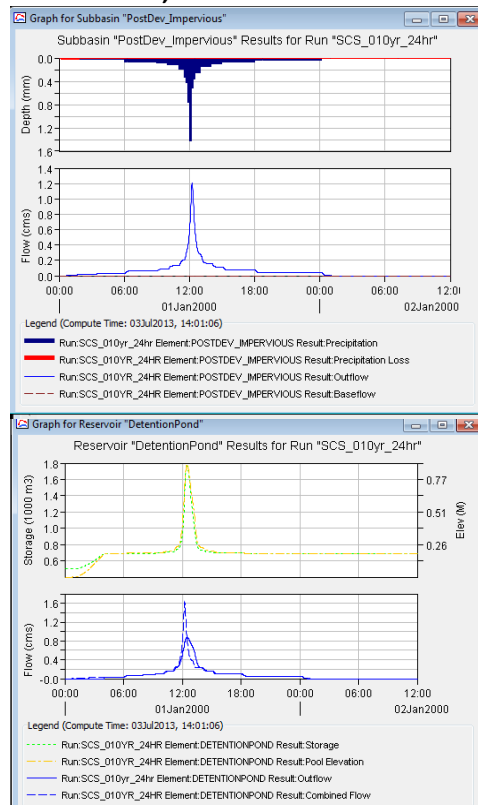 Graph for Subbasin "PostDev_Impervious"
Subbasin "PostDev_Impervious" Results for Run "SCS_010yr_24hr"
Depth (mm)
0.0
0.4
0.8
1.2
1.6
Flow (cms)
1.4
1.2
1.0
0.8
0.6
0.4
0.2
0.0
00:00 06:00 12:00 18:00 00:00 06:00 12:0
01Jan2000 02Jan2000
Legend (Compute Time: 03Jul2013, 14:01:06)
Run:SCS_010yr_24hr Element:POSTDEV_IMPERVIOUS Result:Precipitation
Run:SCS_010YR_24HR Element:POSTDEV_IMPERVIOUS Result:Precipitation Loss
Run:SCS_010YR_24HR Element:POSTDEV_IMPERVIOUS Result:Outflow
Run:SCS_010YR_24HR Element:POSTDEV_IMPERVIOUS Result:Baseflow
Graph for Reservoir "DetentionPond"
Reservoir "DetentionPond" Results for Run "SCS_010yr_24hr"
Storage (1000 m3)
1.8
1.6
1.4
1.2
1.0
0.8
0.6
0.77
0.51
0.26
Elev (M)
Flow (cms)
1.6
1.2
0.8
0.4
-0.0
00:00 06:00 12:00 18:00 00:00 06:00 12:00
01Jan2000 02Jan2000
Legend (Compute Time: 03Jul2013, 14:01:06)
Run:SCS_010YR_24HR Element:DETENTIONPOND Result:Storage
Run:SCS_010YR_24HR Element:DETENTIONPOND Result:Pool Elevation
Run:SCS_010yr_24hr Element:DETENTIONPOND Result:Outflow
Run:SCS_010YR_24HR Element:DETENTIONPOND Result:Combined Flow